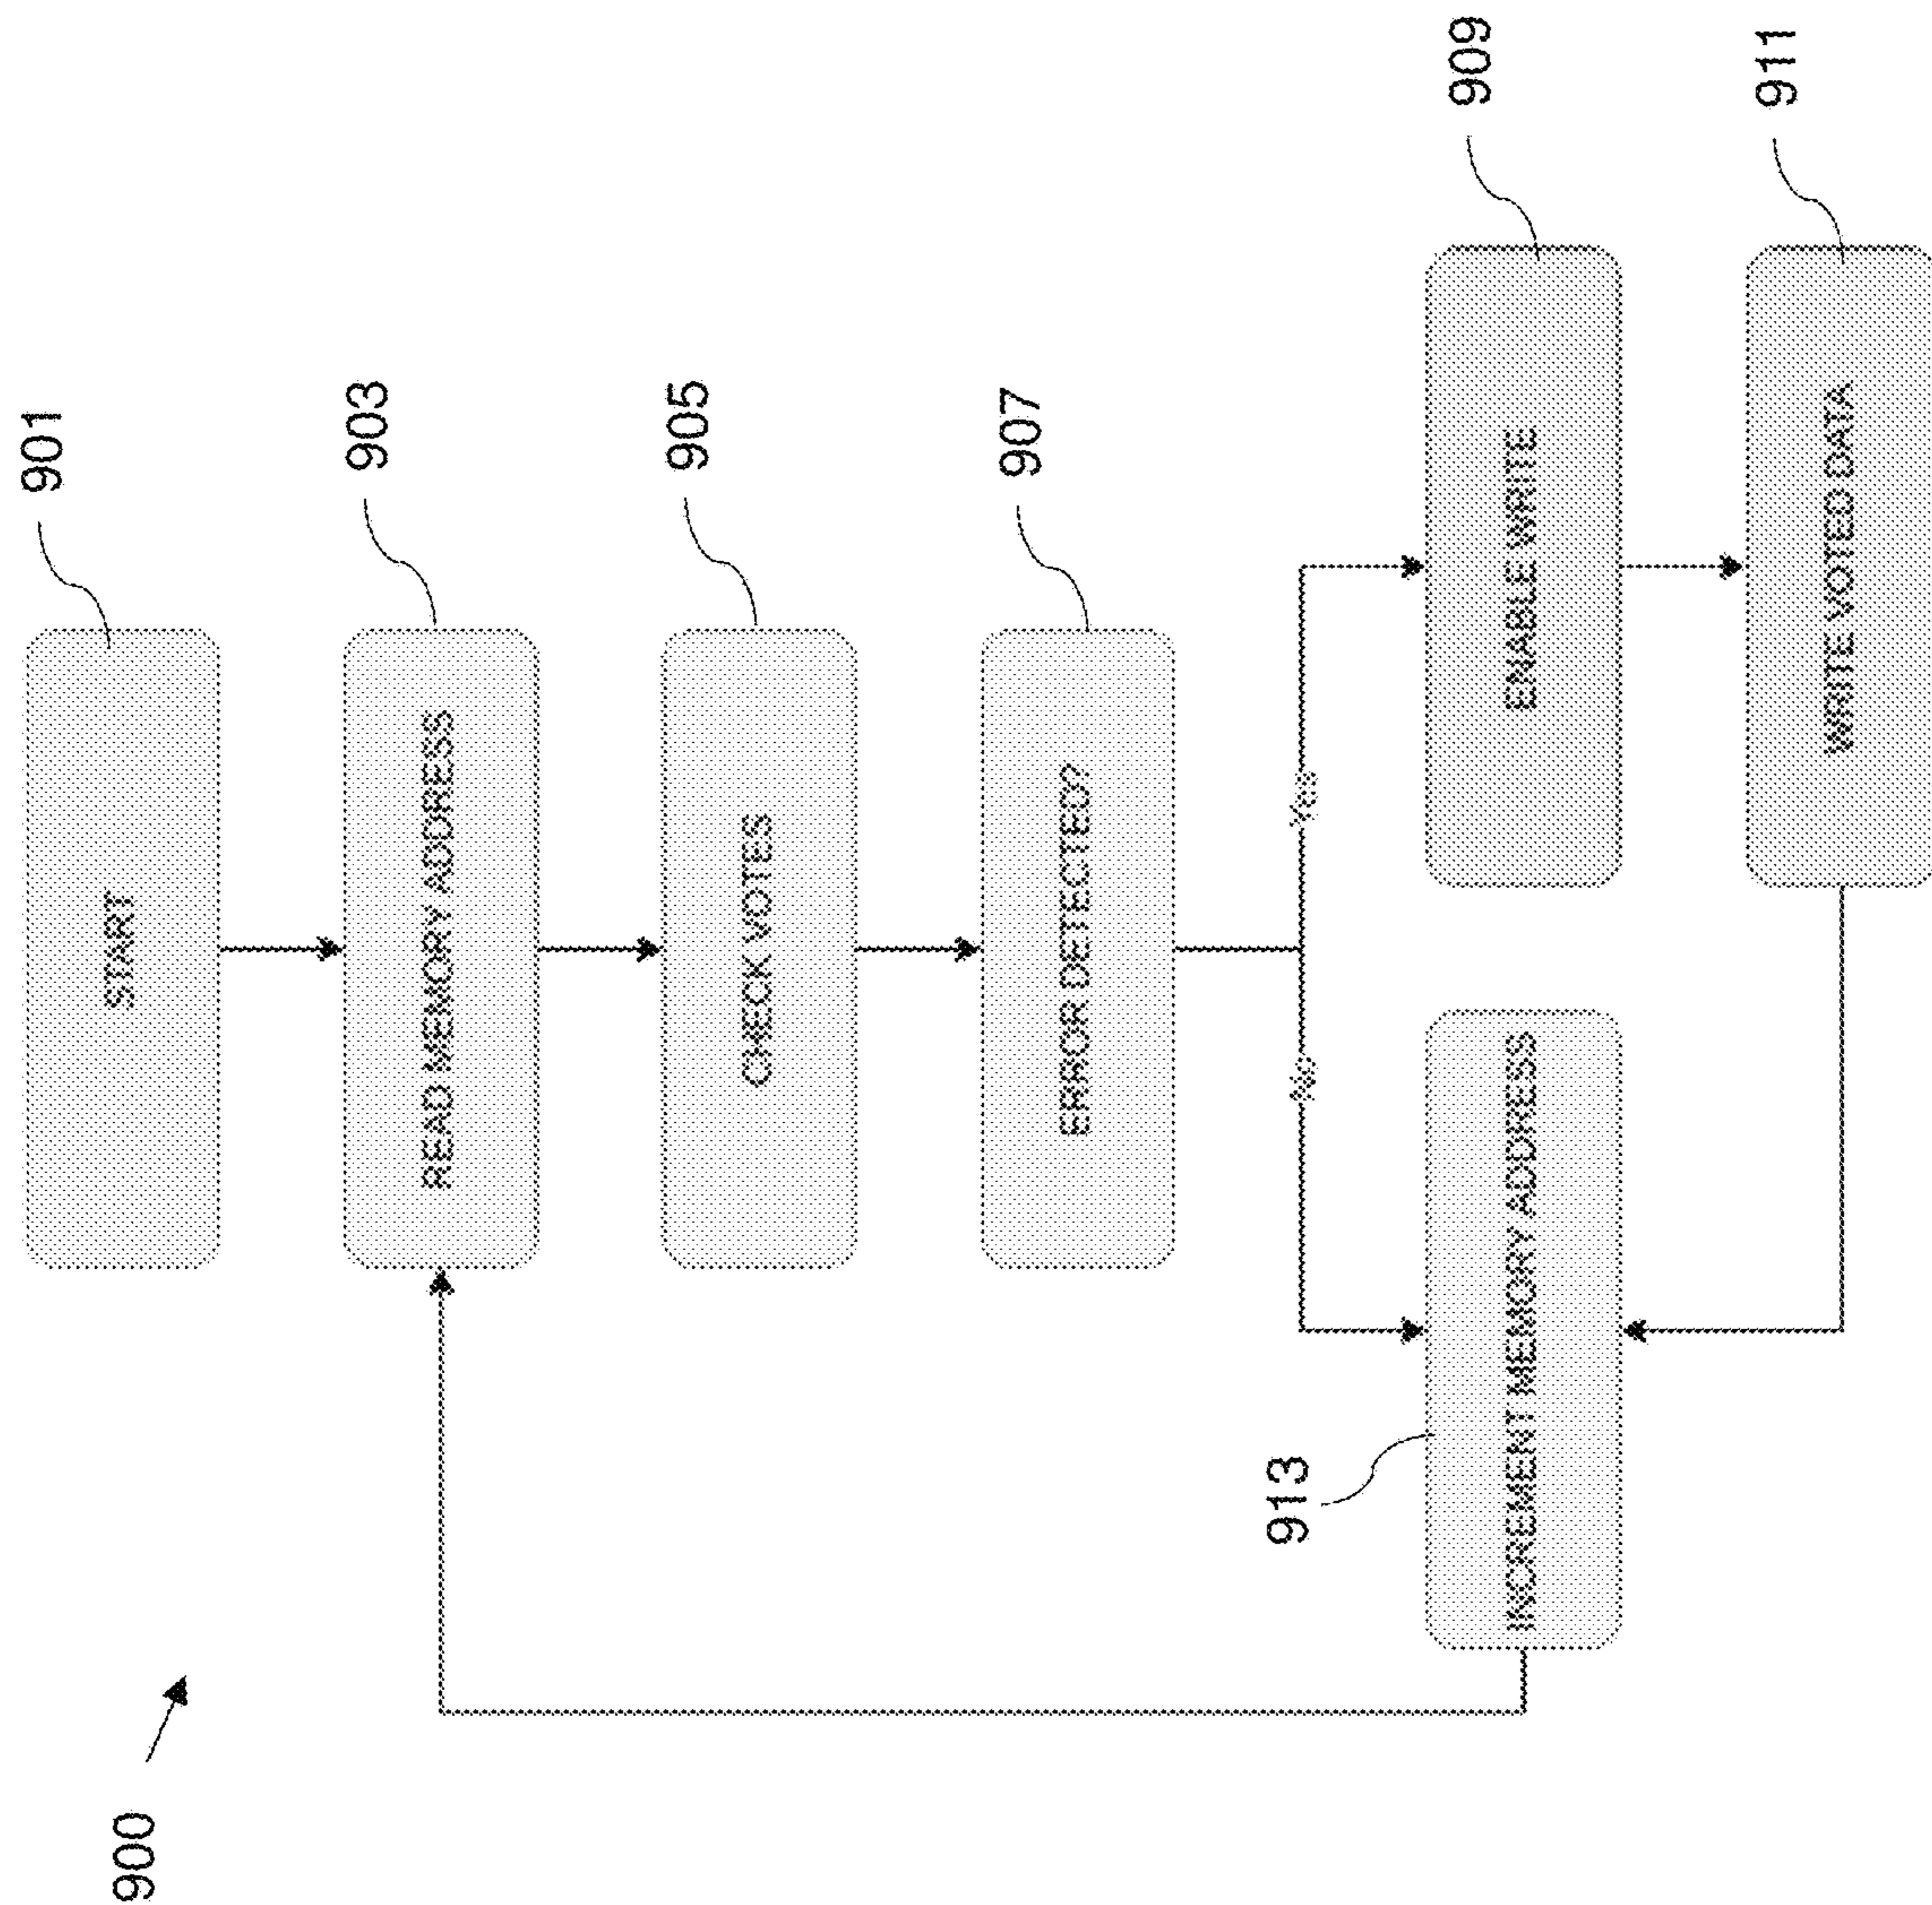 900
901
START
903
READ MEMORY ADDRESS
905
CHECK VOTES
907
ERROR DETECTED?
No
Yes
913
INCREMENT MEMORY ADDRESS
909
ENABLE WRITE
911
WRITE VOTED DATA